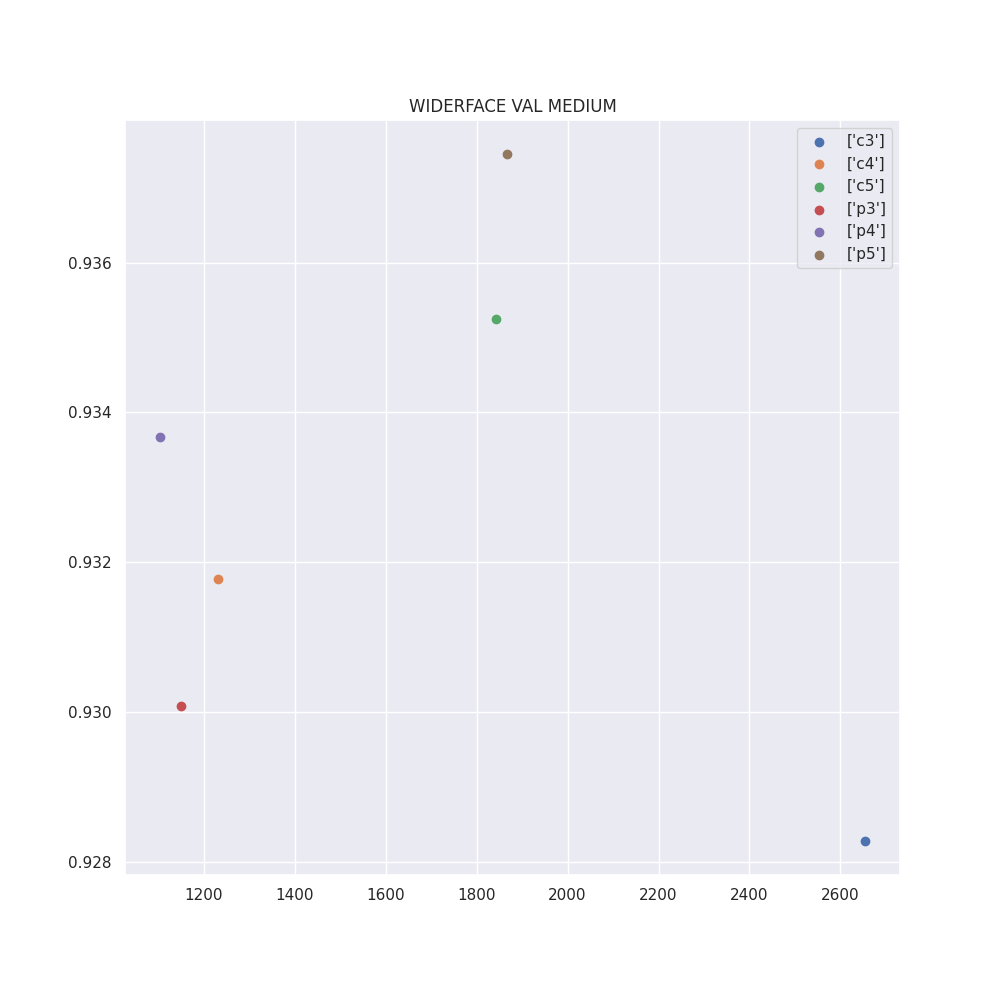 WIDERFACE VAL MEDIUM
['c3']
['c4']
['c5']
['p3']
['p4']
['p5']
0.936
0.934
0.932
0.930
0.928
1200 1400 1600 1800 2000 2200 2400 2600